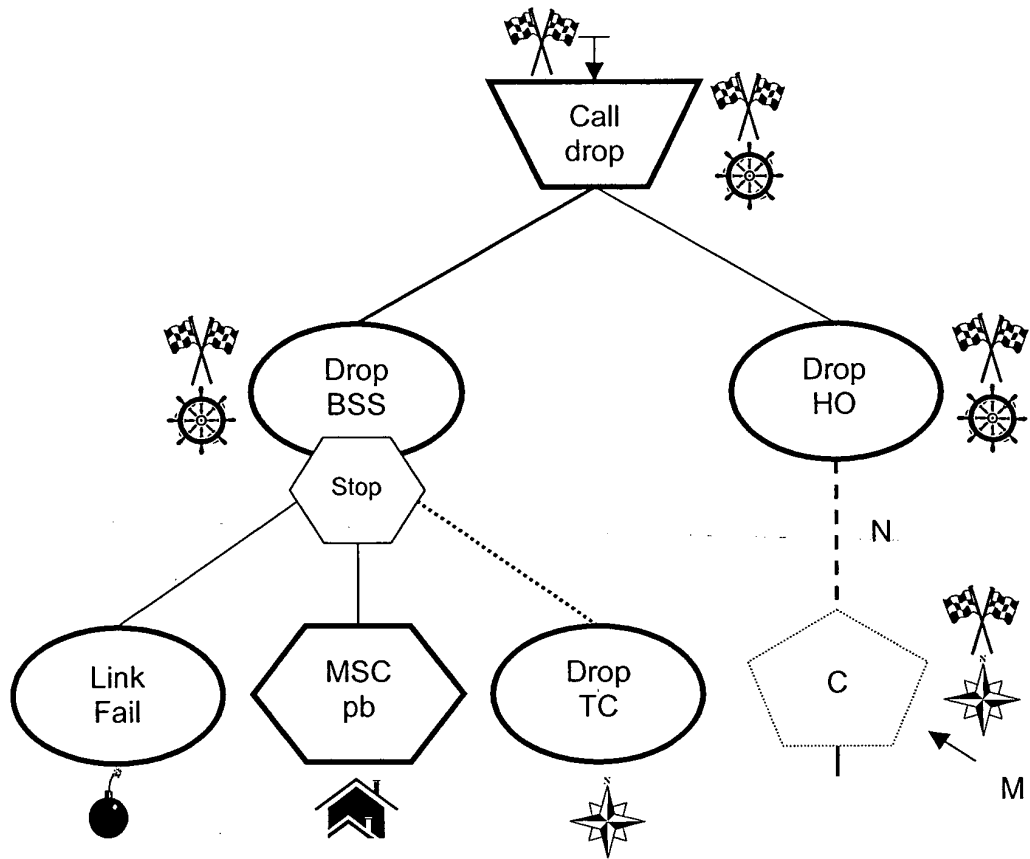 Call
drop
Drop
BSS
Drop
HO
Stop
N
Link
Fail
MSC
pb
Drop
TC
C
N
M
N